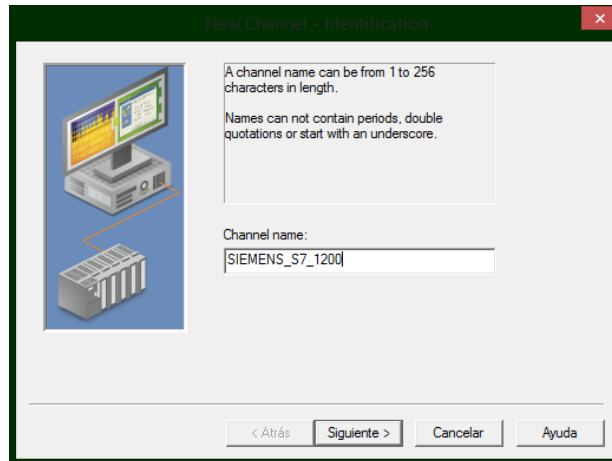 New Channel - Identification
A channel name can be from 1 to 256
characters in length.
Names can not contain periods, double
quotations or start with an underscore.
Channel name:
SIEMENS_S7_1200
< Atrás
Siguiente >
Cancelar
Ayuda